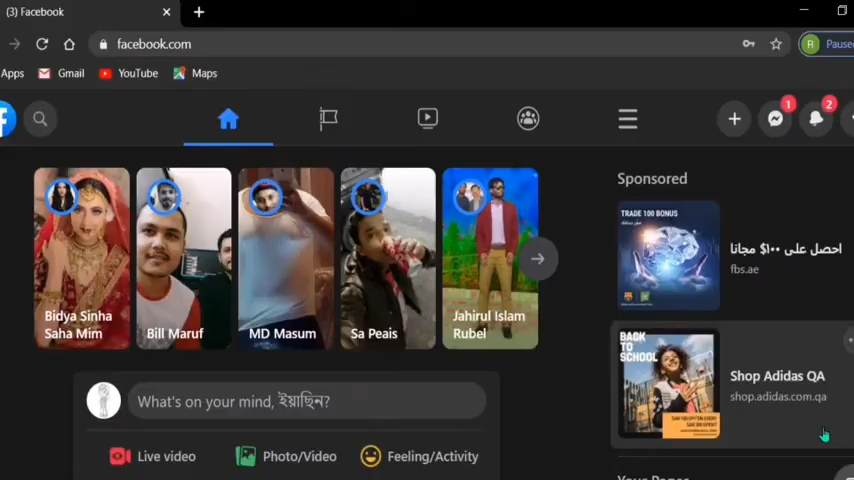 (3) Facebook
facebook.com
Paused
Apps
Gmail
YouTube
Maps
1
2
Bidya Sinha
Saha Mim
Bill Maruf
MD Masum
Sa Peais
Jahirul Islam
Rubel
Sponsored
TRADE 100 BONUS
احصل على ١٠٠$ مجانا
fbs.ae
BACK
TO
SCHOOL
Shop Adidas QA
shop.adidas.com.qa
What's on your mind, ইয়াছিন?
Live video
Photo/Video
Feeling/Activity
Your Pages